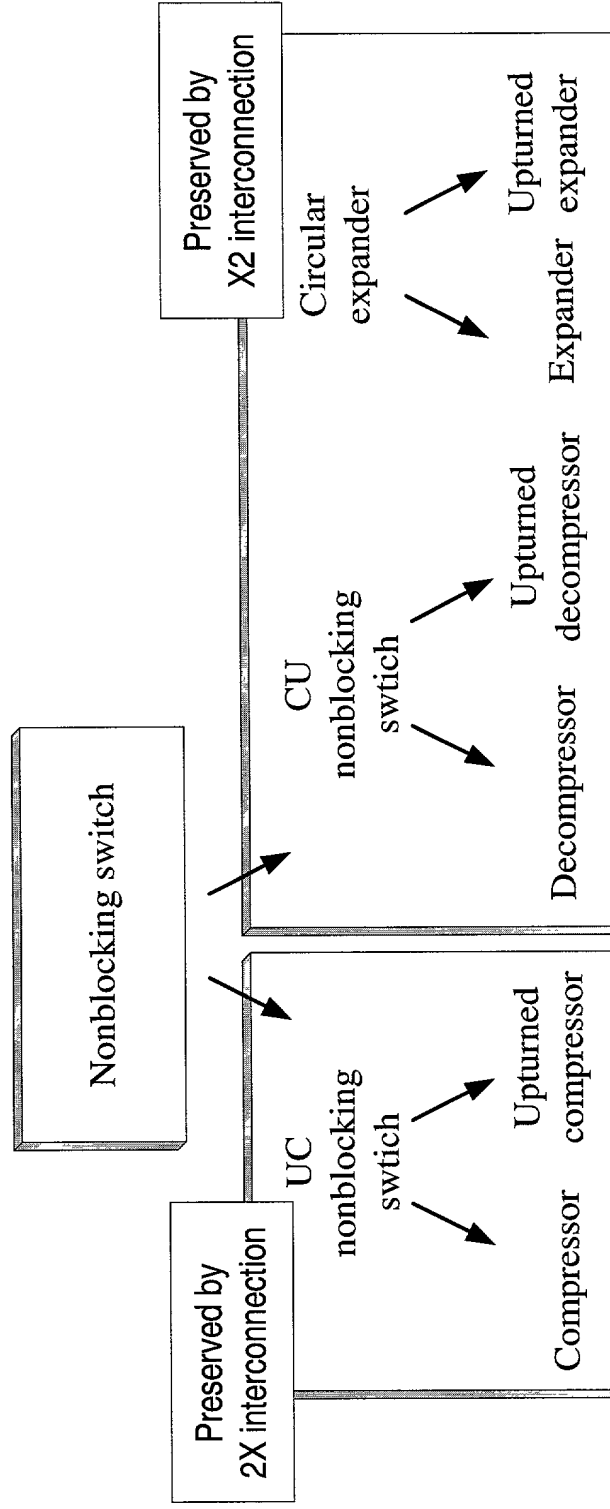 Nonblocking switch
Preserved by
2X interconnection
UC
nonblocking
swtich
Compressor
Upturned
compressor
Preserved by
X2 interconnection
CU
nonblocking
swtich
Decompressor
Upturned
decompressor
Circular
expander
Expander
Upturned
expander